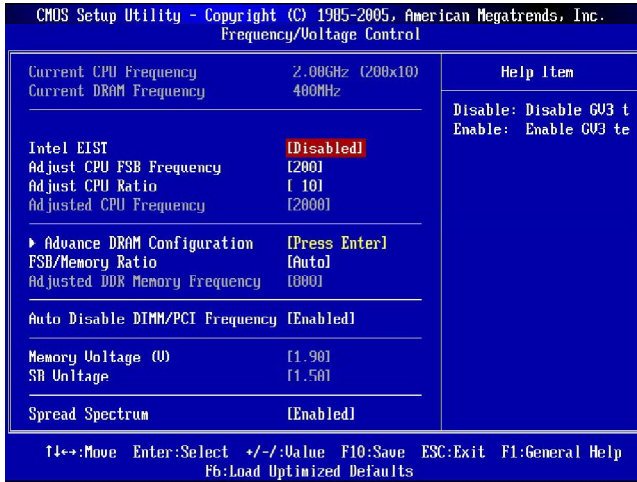 CMOS Setup Utility - Copyright (C) 1985-2005, American Megatrends, Inc.
Frequency/Voltage Control
Current CPU Frequency 2.00GHz (200x10)
Current DRAM Frequency 400MHz
Intel EIST [Disabled]
Adjust CPU FSB Frequency [200]
Adjust CPU Ratio [ 10]
Adjusted CPU Frequency [2000]
▶ Advance DRAM Configuration [Press Enter]
FSB/Memory Ratio [Auto]
Adjusted DDR Memory Frequency [800]
Auto Disable DIMM/PCI Frequency [Enabled]
Memory Voltage (V) [1.90]
SB Voltage [1.50]
Spread Spectrum [Enabled]
Help Item
Disable: Disable GV3 t
Enable: Enable GV3 te
↑↓←→:Move Enter:Select +/-/:Value F10:Save ESC:Exit F1:General Help
F6:Load Optimized Defaults